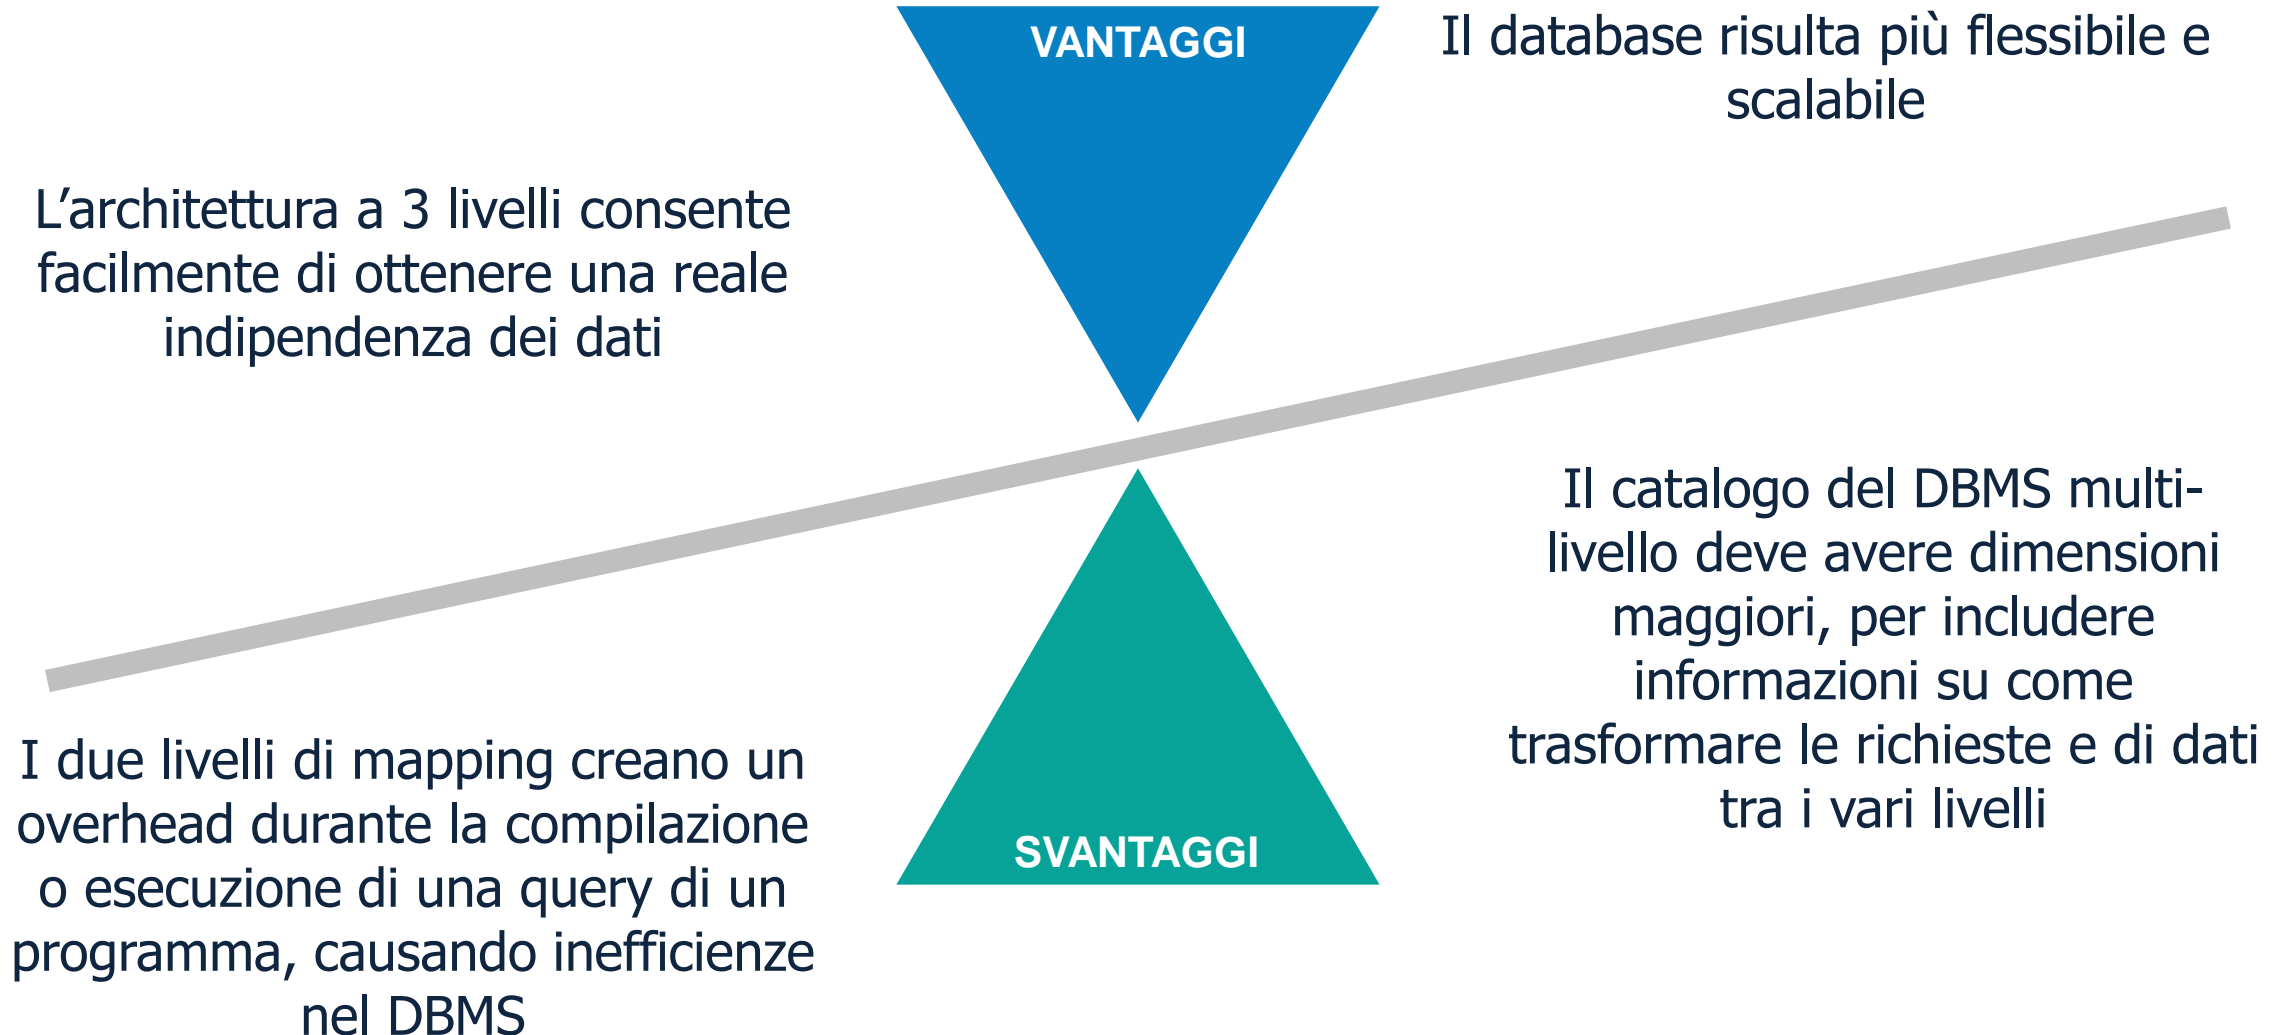 VANTAGGI
Il database risulta più flessibile e
scalabile
L’architettura a 3 livelli consente
facilmente di ottenere una reale
indipendenza dei dati
Il catalogo del DBMS multi-
livello deve avere dimensioni
maggiori, per includere
informazioni su come
trasformare le richieste e di dati
tra i vari livelli
I due livelli di mapping creano un
overhead durante la compilazione
o esecuzione di una query di un
programma, causando inefficienze
nel DBMS
SVANTAGGI